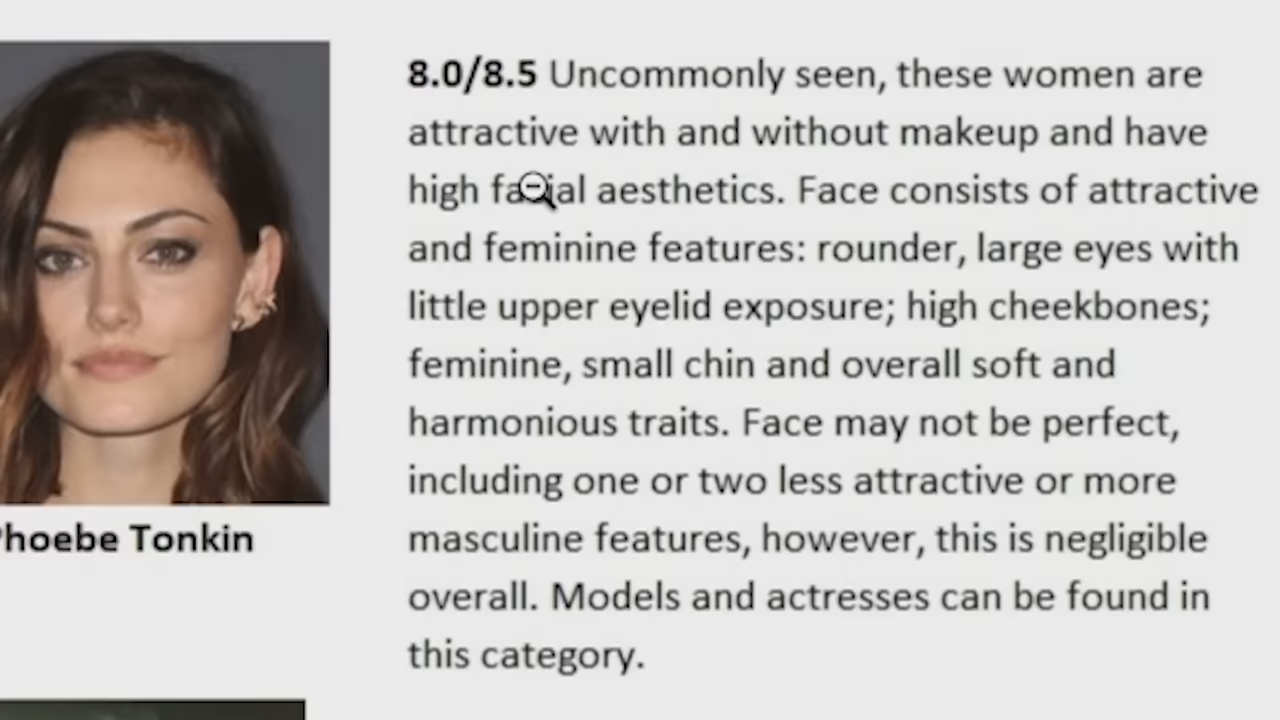 8.0/8.5 Uncommonly seen, these women are
attractive with and without makeup and have
high facial aesthetics. Face consists of attractive
and feminine features: rounder, large eyes with
little upper eyelid exposure; high cheekbones;
feminine, small chin and overall soft and
harmonious traits. Face may not be perfect,
including one or two less attractive or more
masculine features, however, this is negligible
overall. Models and actresses can be found in
this category.
Phoebe Tonkin